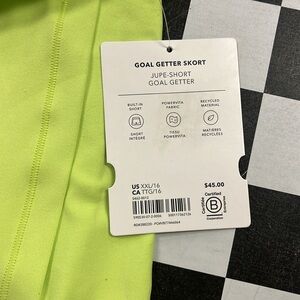 GOAL GETTER SKORT
JUPE-SHORT
GOAL GETTER
BUILT-IN
SHORT
POWERVITA
FABRIC
RECYCLED
MATERIAL
SHORT
INTÉGRÉ
TISSU
POWERVITA
MATIÈRES
RECYCLÉES
US XXL/16
CA TTG/16
$45.00
Certified
B
Corporation